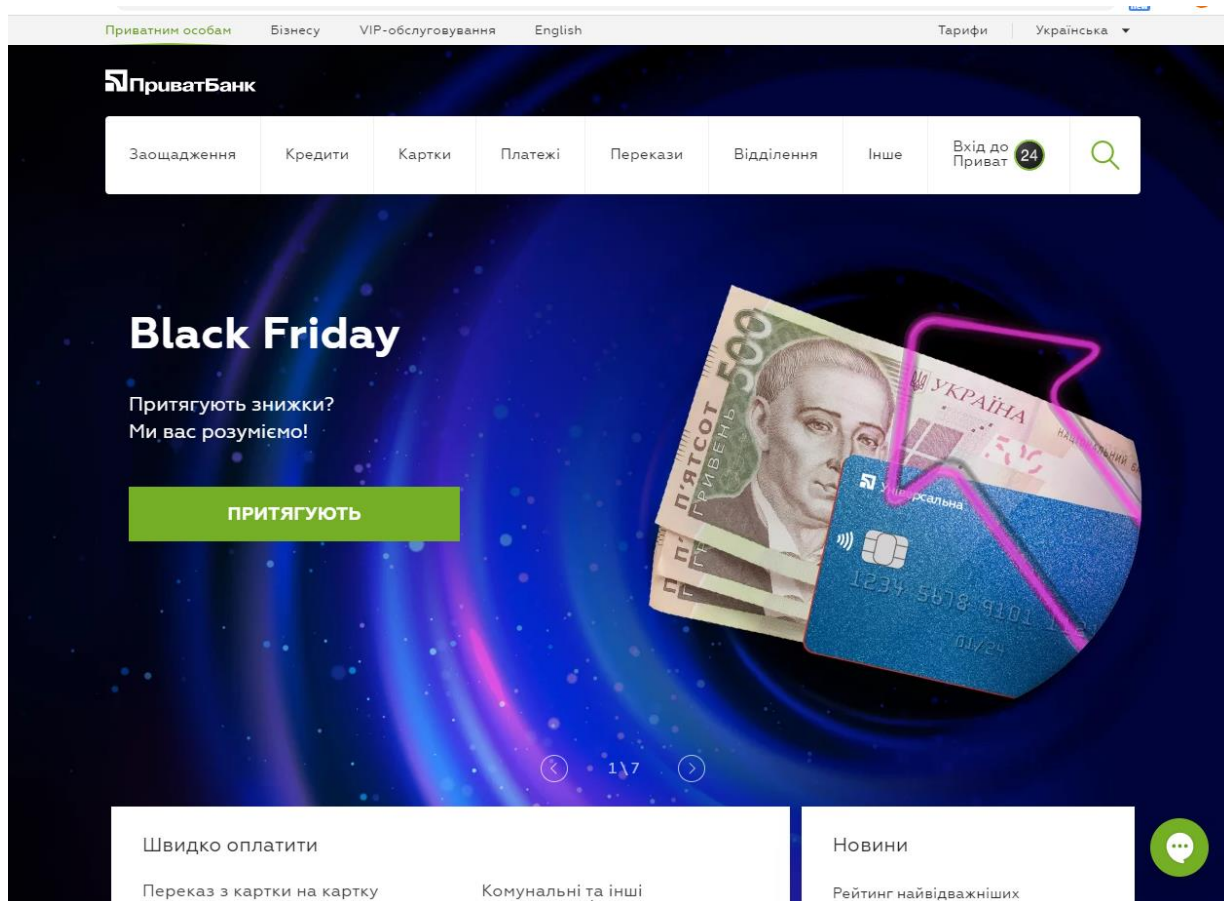 Приватним особам
Бізнесу
VIP-обслуговування
English
Тарифи
Українська
ПриватБанк
Заощадження
Кредити
Картки
Платежі
Перекази
Відділення
Інше
Вхід до
Приват 24
Black Friday
Притягують знижки?
Ми вас розуміємо!
ПРИТЯГУЮТЬ
500
П'ЯТСОТ
ГРИВЕНЬ
УКРАЇНА
500
Універсальна
1234 5678 9101
01/24
1\7
Швидко оплатити
Переказ з картки на картку
Комунальні та інші
Новини
Рейтинг найвідважніших